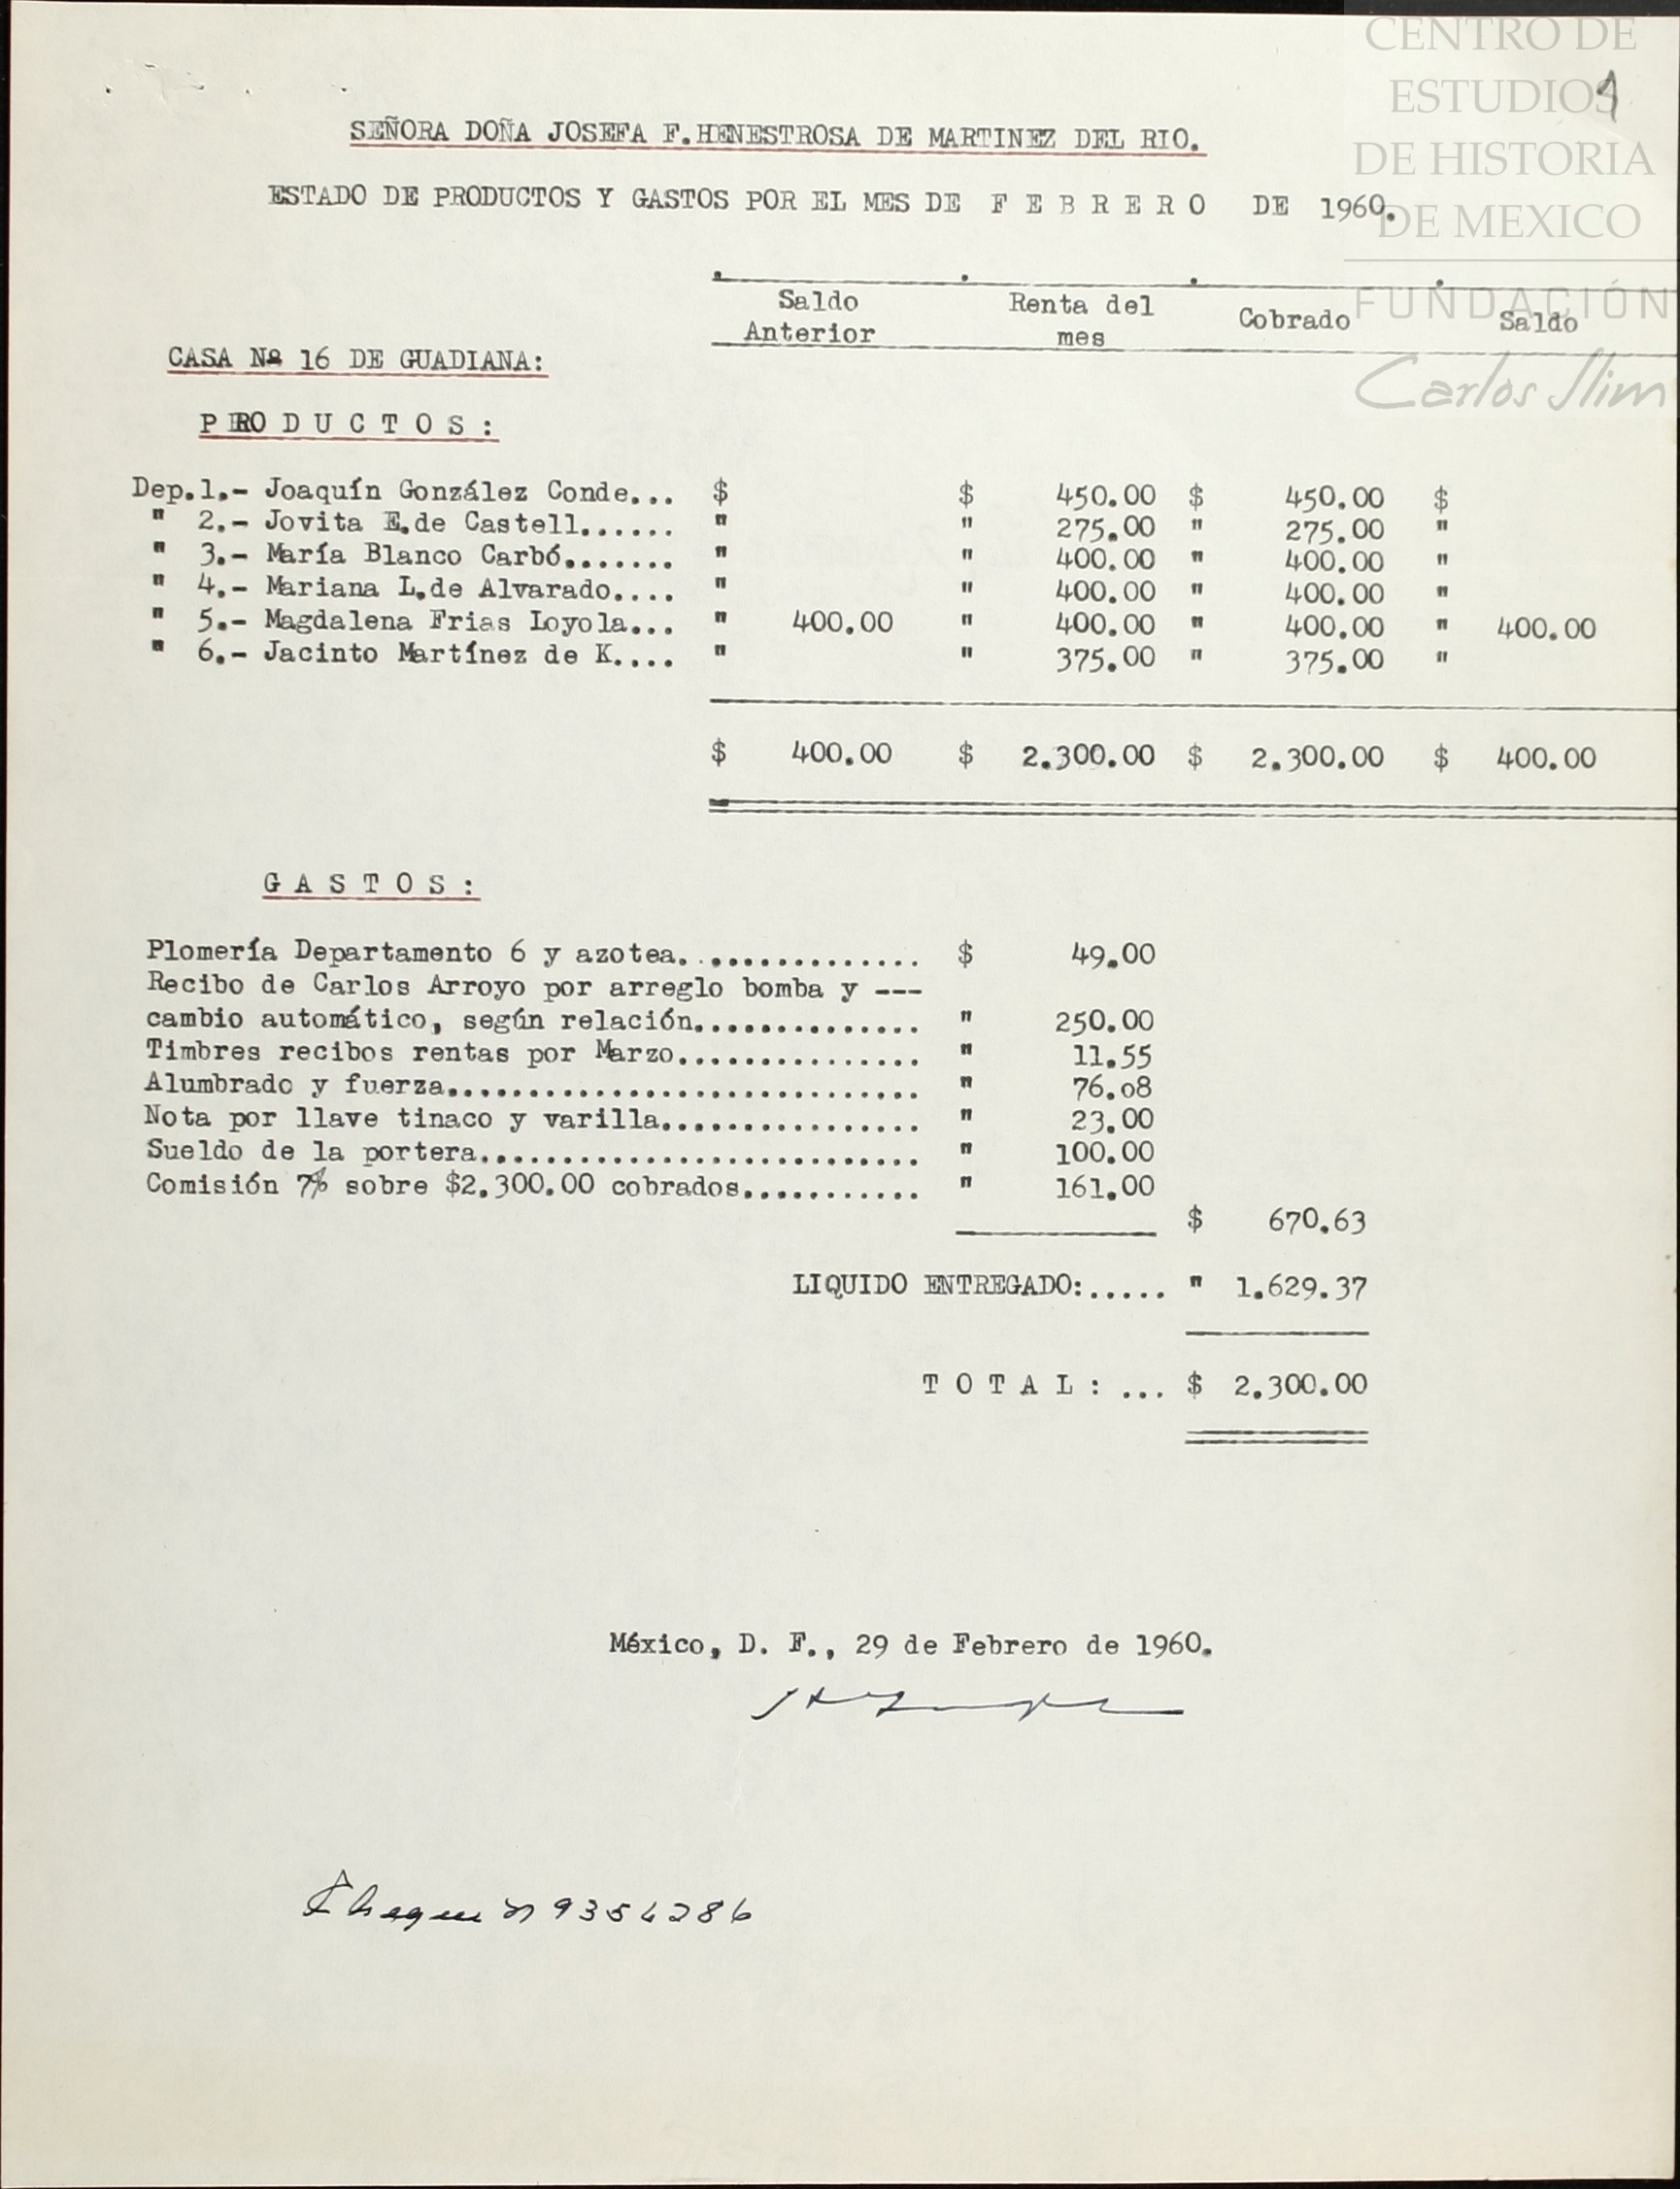 CENTRO DE
ESTUDIOS
DE HISTORIA
DE MEXICO
FUNDACIÓN
Carlos Slim
1
SEÑORA DOÑA JOSEFA F.HENESTROSA DE MARTINEZ DEL RIO.
ESTADO DE PRODUCTOS Y GASTOS POR EL MES DE F E B R E R O DE 1960.
Saldo Anterior Renta del mes Cobrado Saldo
CASA Nº 16 DE GUADIANA:
P RO D U C T O S :
Dep.1.- Joaquín González Conde... $ $ 450.00 $ 450.00 $
" 2.- Jovita E.de Castell...... " " 275.00 " 275.00 "
" 3.- María Blanco Carbó....... " " 400.00 " 400.00 "
" 4.- Mariana L.de Alvarado.... " " 400.00 " 400.00 "
" 5.- Magdalena Frias Loyola... " 400.00 " 400.00 " 400.00 " 400.00
" 6.- Jacinto Martínez de K.... " " 375.00 " 375.00 "
$ 400.00 $ 2.300.00 $ 2.300.00 $ 400.00
G A S T O S :
Plomería Departamento 6 y azotea............... $ 49.00
Recibo de Carlos Arroyo por arreglo bomba y ---
cambio automático, según relación.............. " 250.00
Timbres recibos rentas por Marzo............... " 11.55
Alumbrado y fuerza............................. " 76.08
Nota por llave tinaco y varilla................ " 23.00
Sueldo de la portera........................... " 100.00
Comisión 7% sobre $2.300.00 cobrados........... " 161.00
$ 670.63
LIQUIDO ENTREGADO:..... " 1.629.37
T O T A L : ... $ 2.300.00
México, D. F., 29 de Febrero de 1960.
Cheque n 9354286